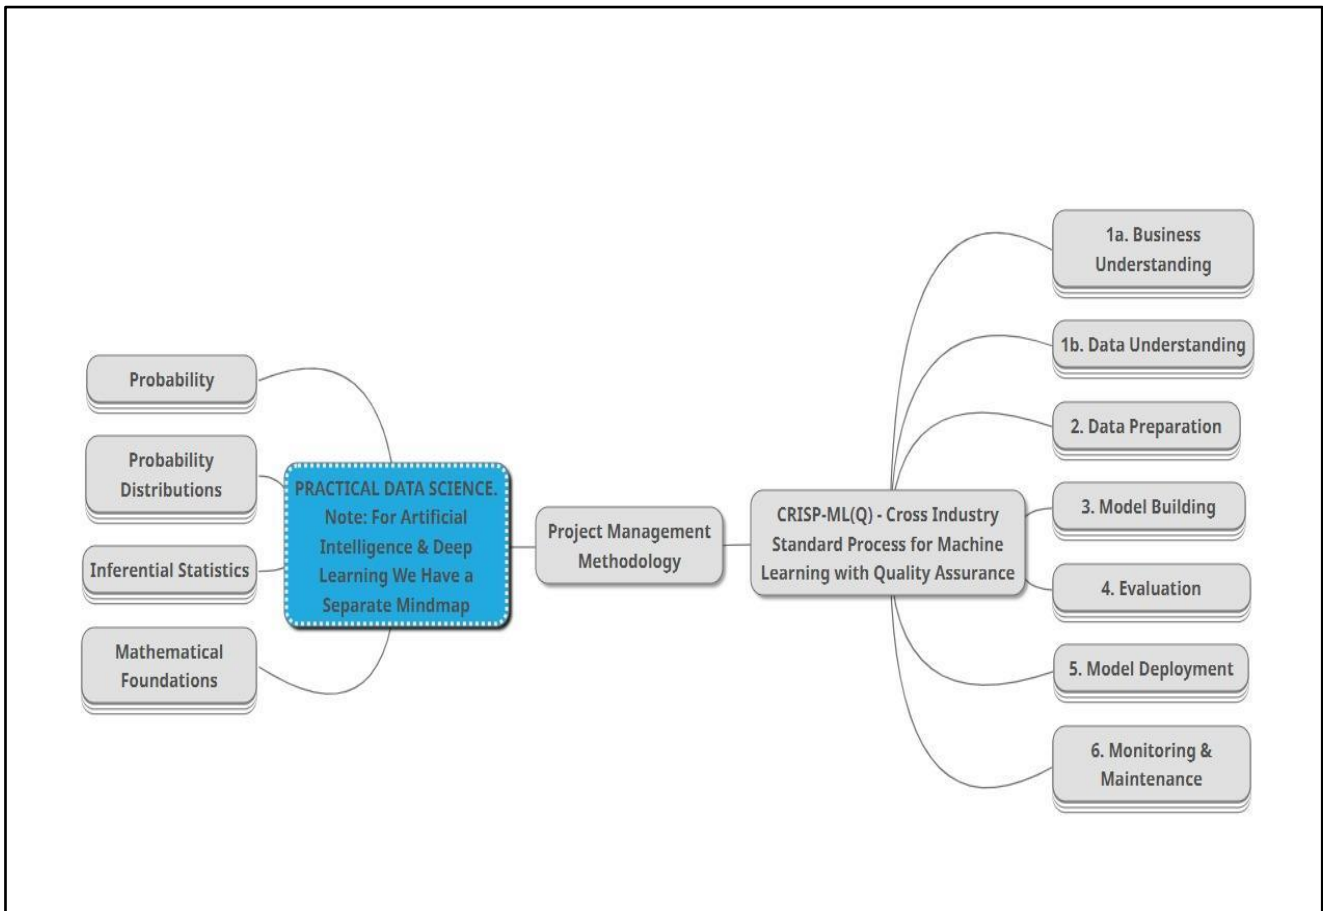 Probability
Probability
Distributions
Inferential Statistics
Mathematical
Foundations
PRACTICAL DATA SCIENCE.
Note: For Artificial
Intelligence & Deep
Learning We Have a
Separate Mindmap
Project Management
Methodology
CRISP-ML(Q) - Cross Industry
Standard Process for Machine
Learning with Quality Assurance
1a. Business
Understanding
1b. Data Understanding
2. Data Preparation
3. Model Building
4. Evaluation
5. Model Deployment
6. Monitoring &
Maintenance